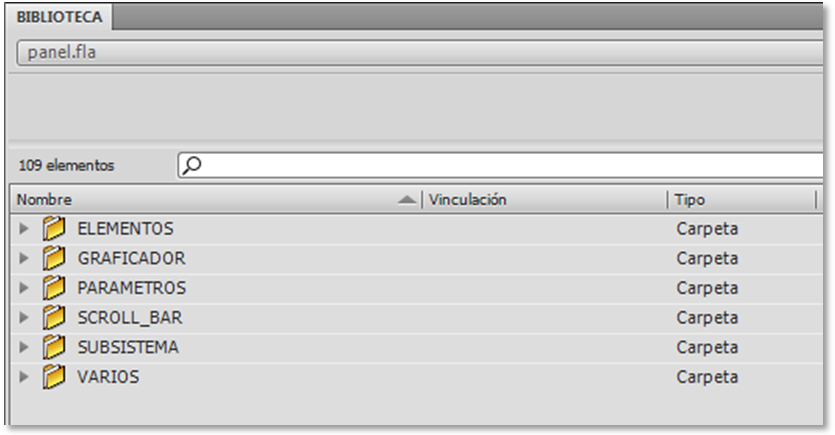 BIBLIOTECA
panel.fla
109 elementos
Nombre Vinculación Tipo
ELEMENTOS Carpeta
GRAFICADOR Carpeta
PARAMETROS Carpeta
SCROLL_BAR Carpeta
SUBSISTEMA Carpeta
VARIOS Carpeta